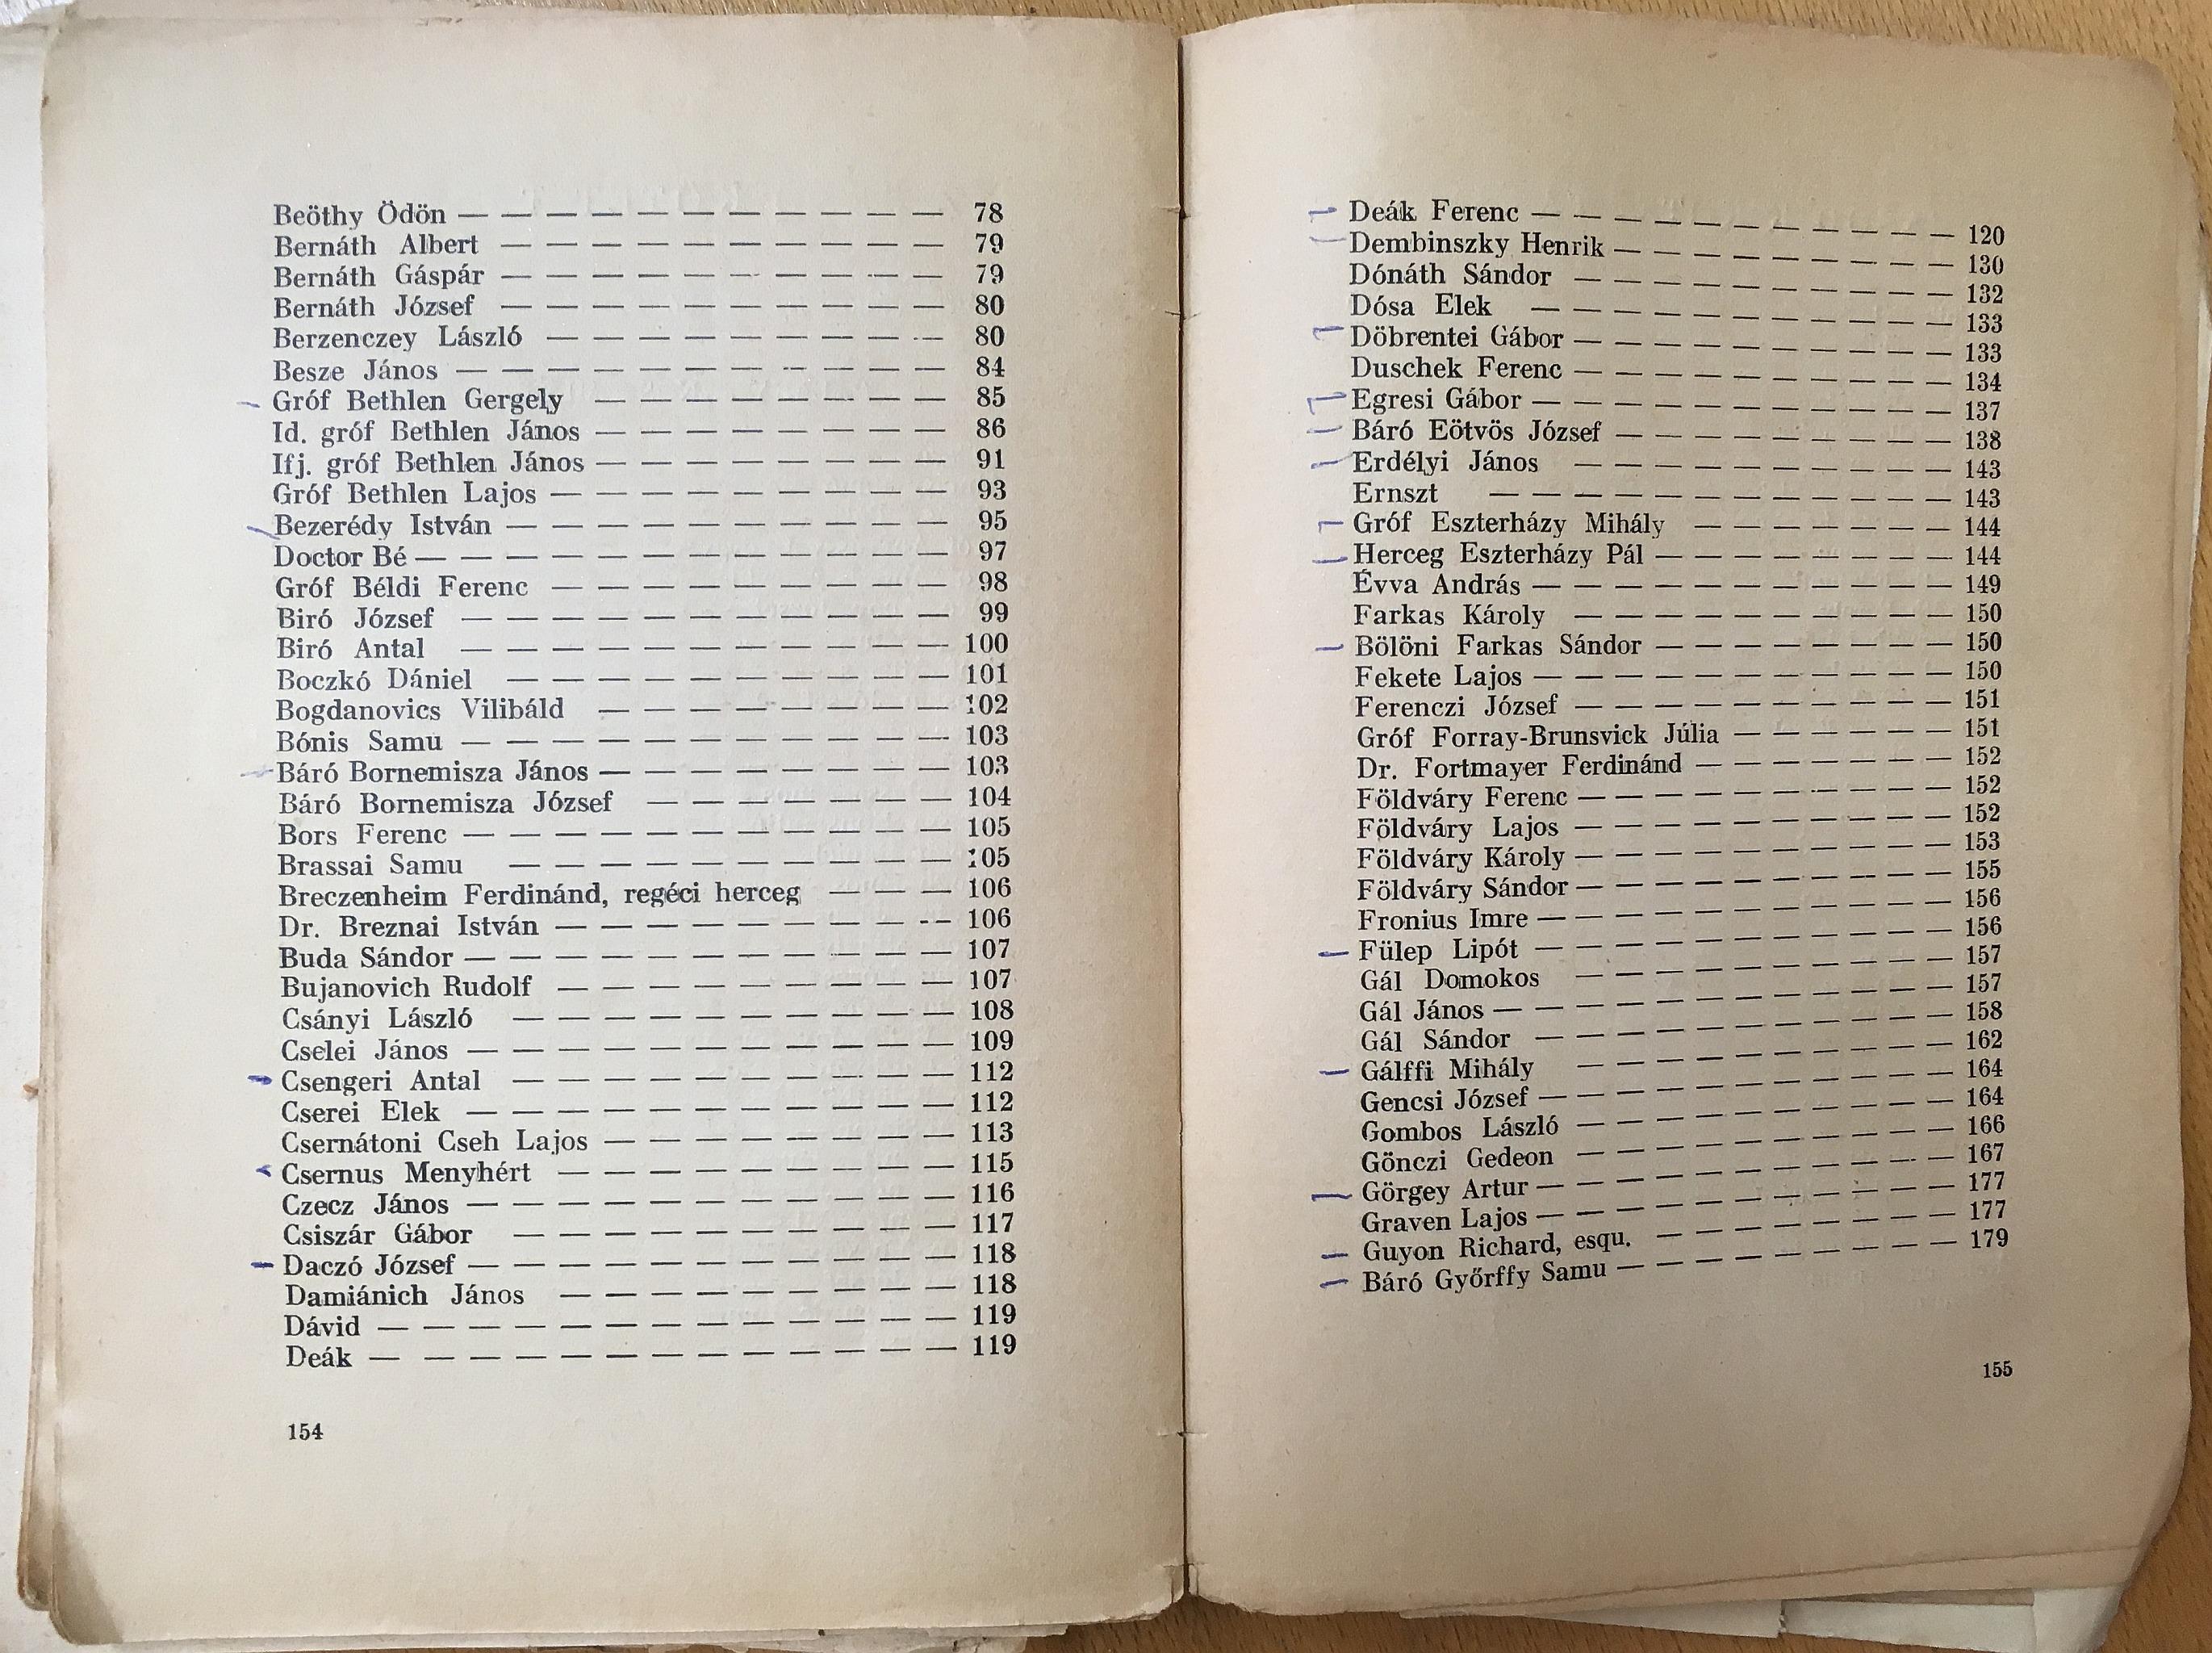 Beöthy Ödön — — — — — — — — — — — 78
Bernáth Albert — — — — — — — — — — 79
Bernáth Gáspár — — — — — — — — — — 79
Bernáth József — — — — — — — — — — 80
Berzenczey László — — — — — — — — — 80
Besze János — — — — — — — — — — — 84
Gróf Bethlen Gergely — — — — — — — — 85
Id. gróf Bethlen János — — — — — — — — 86
Ifj. gróf Bethlen János — — — — — — — — 91
Gróf Bethlen Lajos — — — — — — — — — 93
Bezerédy István — — — — — — — — — — 95
Doctor Bé — — — — — — — — — — — — 97
Gróf Béldi Ferenc — — — — — — — — — 98
Biró József — — — — — — — — — — — 99
Biró Antal — — — — — — — — — — — 100
Boczkó Dániel — — — — — — — — — — 101
Bogdanovics Vilibáld — — — — — — — — 102
Bónis Samu — — — — — — — — — — — 103
Báró Bornemisza János — — — — — — — — 103
Báró Bornemisza József — — — — — — — 104
Bors Ferenc — — — — — — — — — — — 105
Brassai Samu — — — — — — — — — — 105
Breczenheim Ferdinánd, regéci herceg — — — 106
Dr. Breznai István — — — — — — — — — 106
Buda Sándor — — — — — — — — — — — 107
Bujanovich Rudolf — — — — — — — — — 107
Csányi László — — — — — — — — — — 108
Cselei János — — — — — — — — — — — 109
Csengeri Antal — — — — — — — — — — 112
Cserei Elek — — — — — — — — — — — 112
Csernátoni Cseh Lajos — — — — — — — — 113
Csernus Menyhért — — — — — — — — — 115
Czecz János — — — — — — — — — — — 116
Csiszár Gábor — — — — — — — — — — 117
Daczó József — — — — — — — — — — — 118
Damiánich János — — — — — — — — — 118
Dávid — — — — — — — — — — — — — 119
Deák — — — — — — — — — — — — — 119
154
Deák Ferenc — — — — — — — — — — 120
Dembinszky Henrik — — — — — — — — 130
Dónáth Sándor — — — — — — — — — 132
Dósa Elek — — — — — — — — — — 133
Döbrentei Gábor — — — — — — — — — 133
Duschek Ferenc — — — — — — — — — 134
Egresi Gábor — — — — — — — — — — 137
Báró Eötvös József — — — — — — — — 138
Erdélyi János — — — — — — — — — 143
Ernszt — — — — — — — — — — — 143
Gróf Eszterházy Mihály — — — — — — 144
Herceg Eszterházy Pál — — — — — — — 144
Évva András — — — — — — — — — — 149
Farkas Károly — — — — — — — — — 150
Bölöni Farkas Sándor — — — — — — — 150
Fekete Lajos — — — — — — — — — — 150
Ferenczi József — — — — — — — — — 151
Gróf Forray-Brunsvick Júlia — — — — — 151
Dr. Fortmayer Ferdinánd — — — — — — 152
Földváry Ferenc — — — — — — — — — 152
Földváry Lajos — — — — — — — — — 152
Földváry Károly — — — — — — — — — 153
Földváry Sándor — — — — — — — — — 155
Fronius Imre — — — — — — — — — — 156
Fülep Lipót — — — — — — — — — — 156
Gál Domokos — — — — — — — — — 157
Gál János — — — — — — — — — — — 157
Gál Sándor — — — — — — — — — — 158
Gálffi Mihály — — — — — — — — — 162
Gencsi József — — — — — — — — — — 164
Gombos László — — — — — — — — — 164
Gönczi Gedeon — — — — — — — — — 166
Görgey Artur — — — — — — — — — — 167
Graven Lajos — — — — — — — — — — 177
Guyon Richard, esqu. — — — — — — — 177
Báró Győrffy Samu — — — — — — — — 179
155